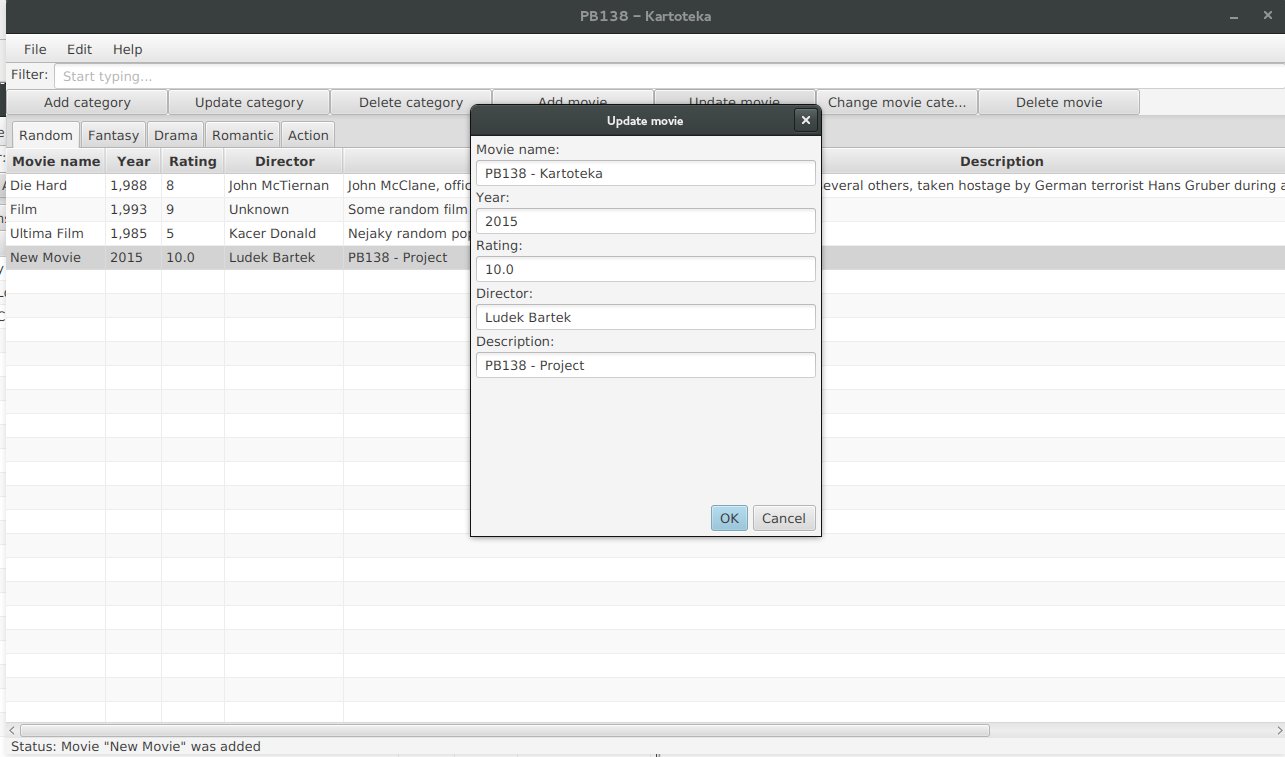 PB138 – Kartoteka
File Edit Help
Filter: Start typing...
Add category Update category Delete category Add movie Update movie Change movie cate... Delete movie
Update movie
Random Fantasy Drama Romantic Action
Movie name Year Rating Director Description
Die Hard 1,988 8 John McTiernan John McClane, offic everal others, taken hostage by German terrorist Hans Gruber during a
Film 1,993 9 Unknown Some random film
Ultima Film 1,985 5 Kacer Donald Nejaky random pop
New Movie 2015 10.0 Ludek Bartek PB138 - Project
Movie name:
PB138 - Kartoteka
Year:
2015
Rating:
10.0
Director:
Ludek Bartek
Description:
PB138 - Project
OK Cancel
Status: Movie "New Movie" was added